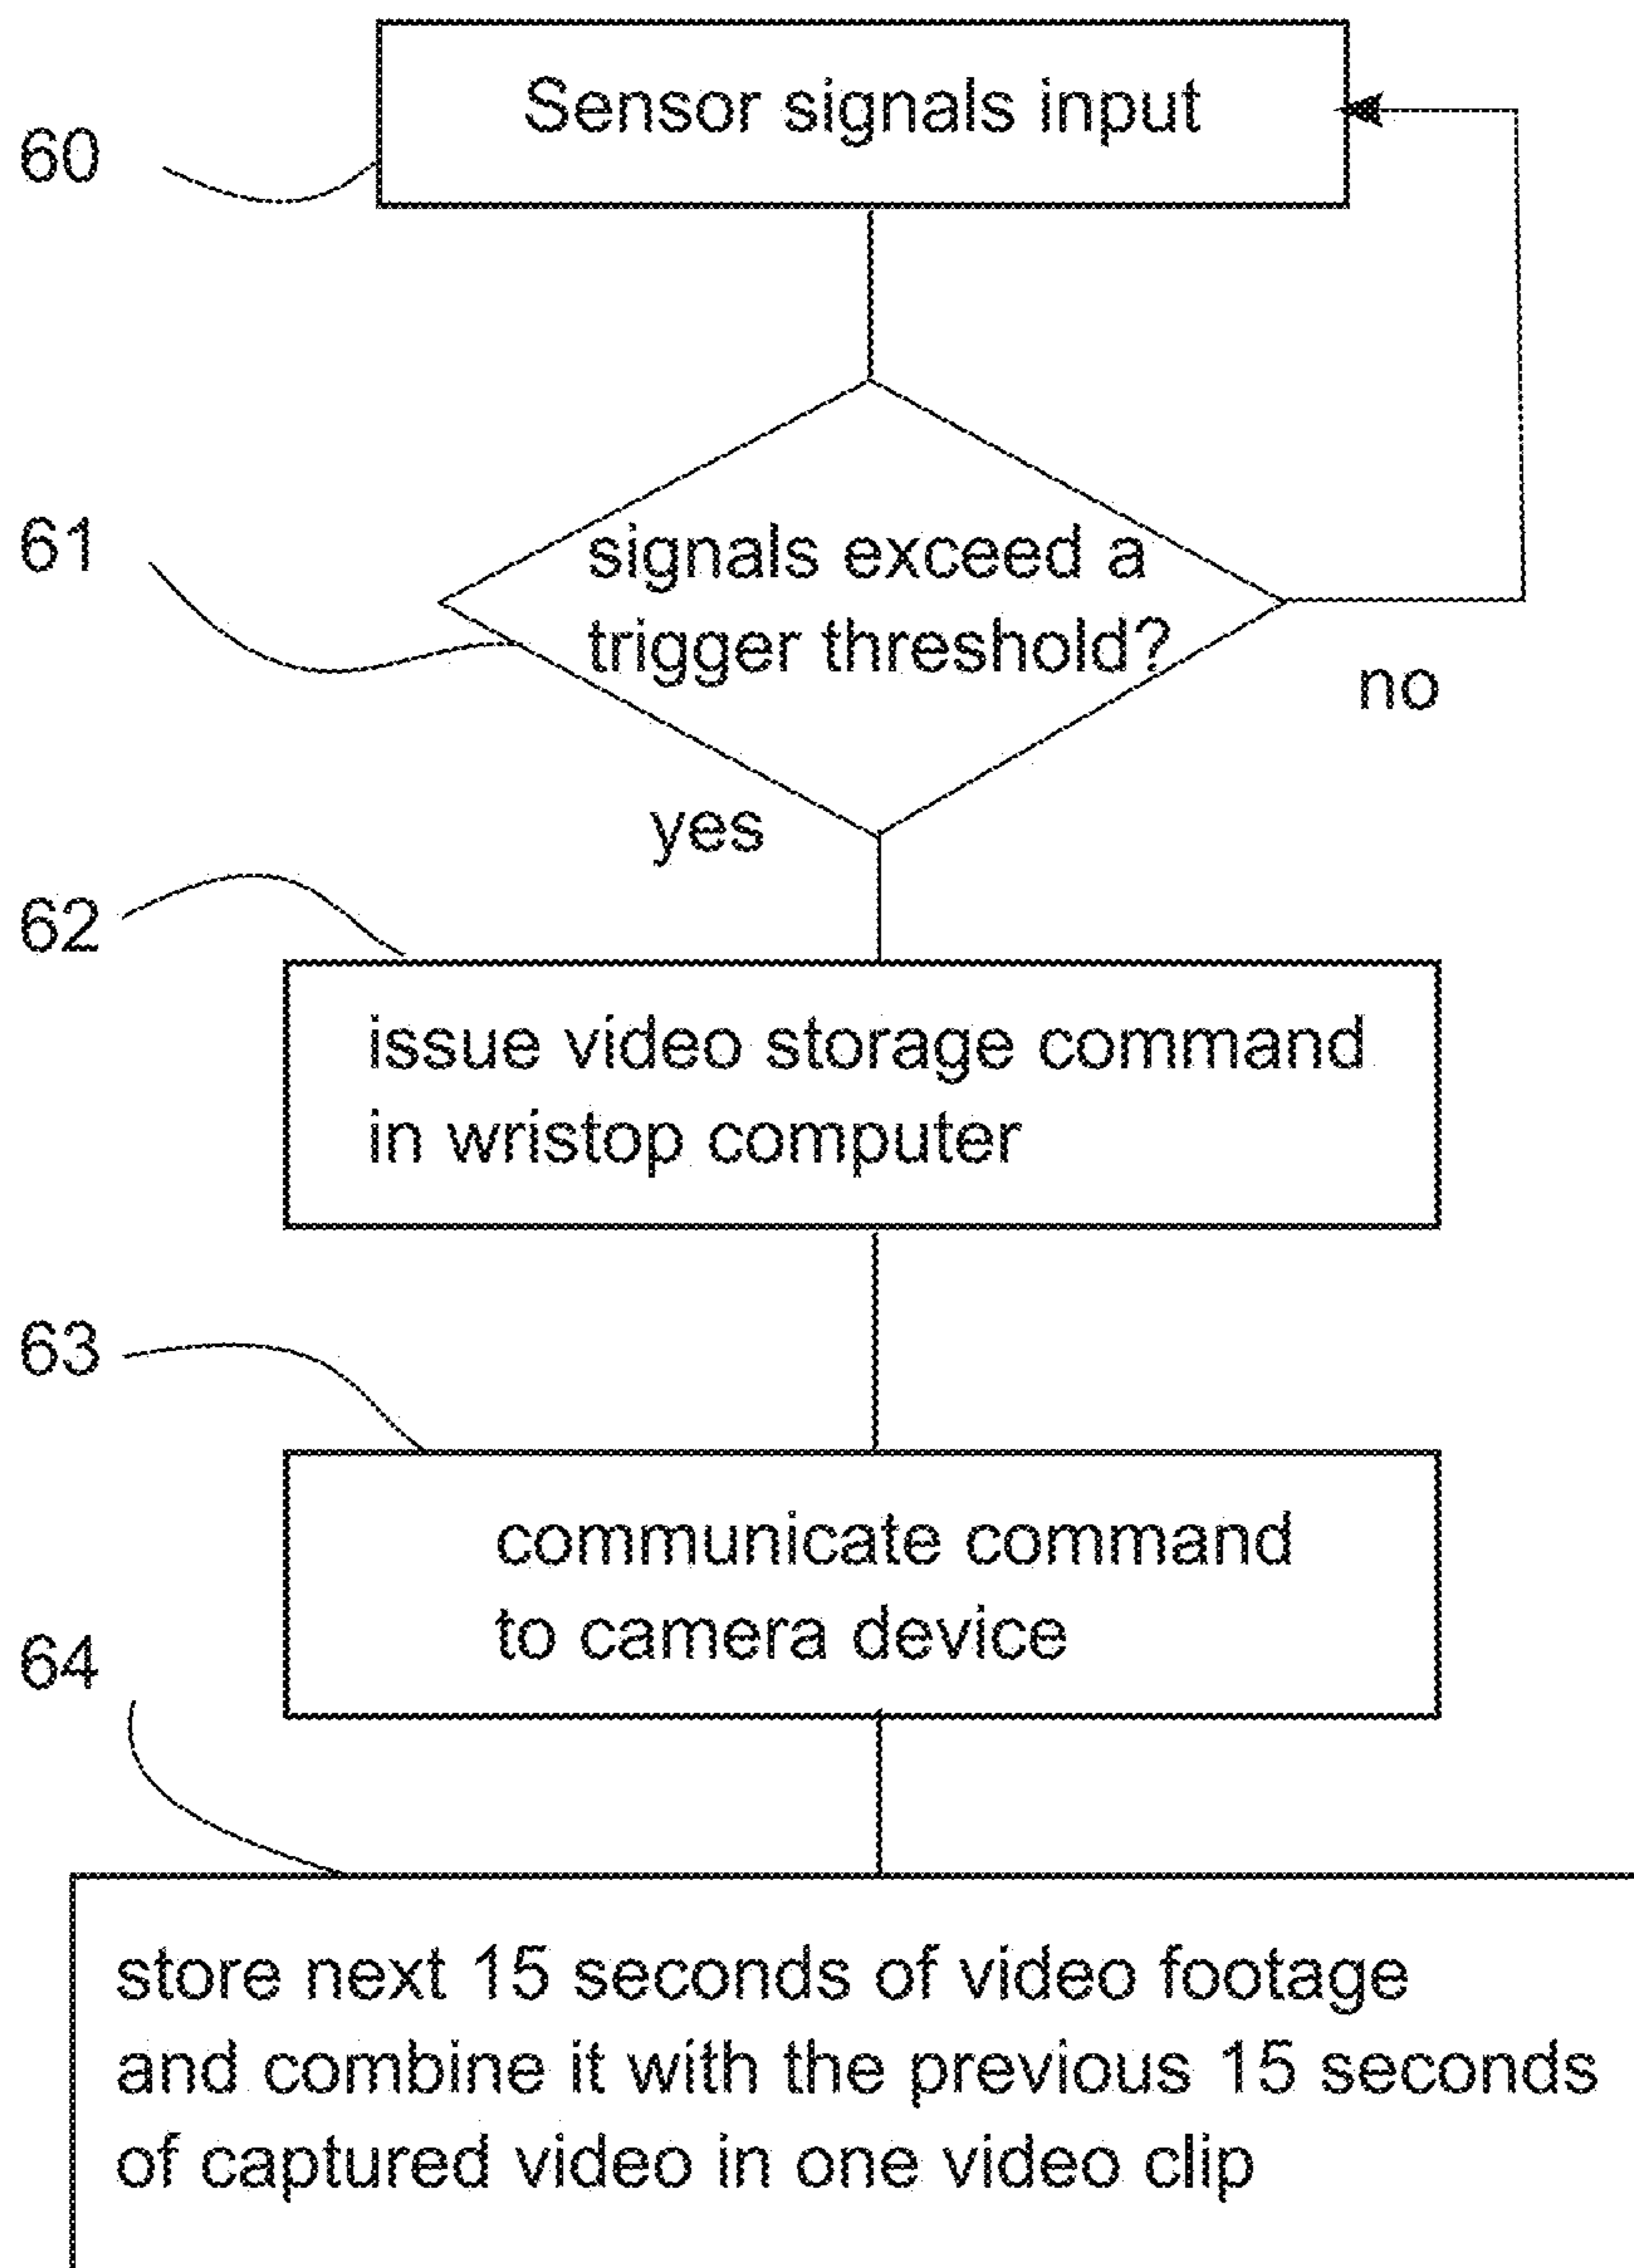 Sensor signals input
60
61
signals exceed a
trigger threshold?
no
yes
62
issue video storage command
in wristop computer
63
communicate command
to camera device
64
store next 15 seconds of video footage
and combine it with the previous 15 seconds
of captured video in one video clip